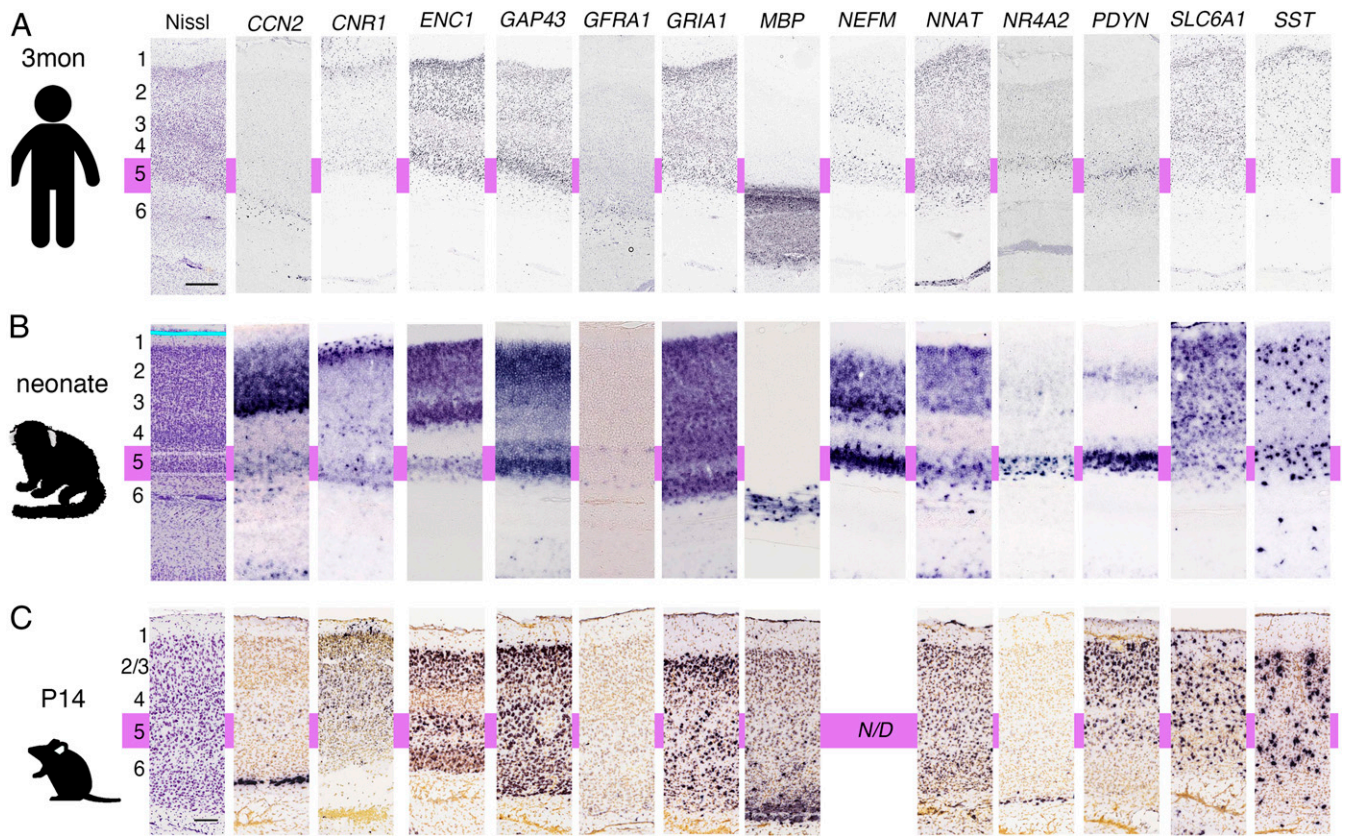 A Nissl CCN2 CNR1 ENC1 GAP43 GFRA1 GRIA1 MBP NEFM NNAT NR4A2 PDYN SLC6A1 SST
3mon
1
2
3
4
5
6
B
neonate
1
2
3
4
5
6
C
P14
1
2/3
4
5 N/D
6